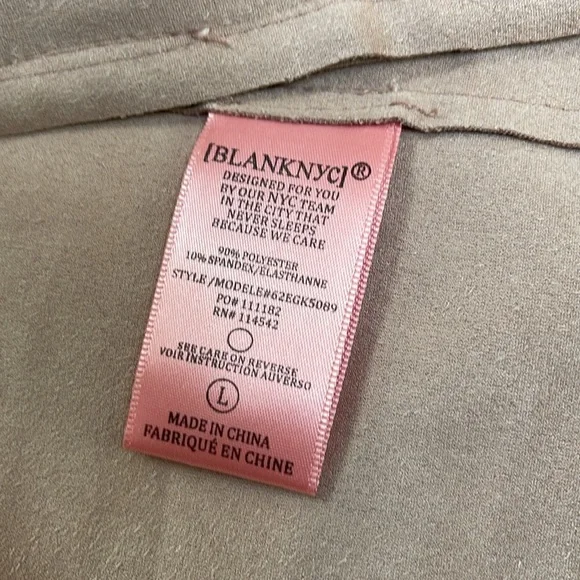 [BLANKNYC]®
DESIGNED FOR YOU
BY OUR NYC TEAM
IN THE CITY THAT
NEVER SLEEPS
BECAUSE WE CARE
90% POLYESTER
10% SPANDEX/ELASTHANNE
STYLE/MODELE#62EGK5089
PO# 111182
RN# 114542
SEE CARE ON REVERSE
VOIR INSTRUCTION AUVERSO
L
MADE IN CHINA
FABRIQUÉ EN CHINE